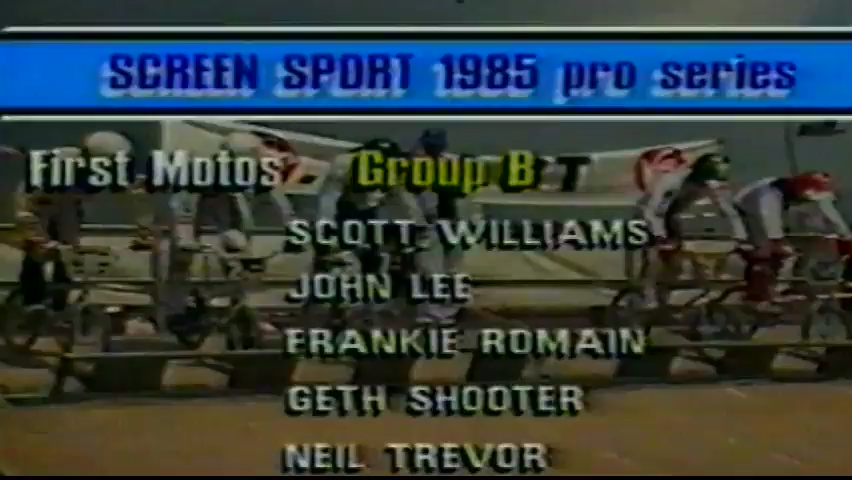 SCREEN SPORT 1985 pro series
First Motos Group B
SCOTT WILLIAMS
JOHN LEE
FRANKIE ROMAIN
GETH SHOOTER
NEIL TREVOR